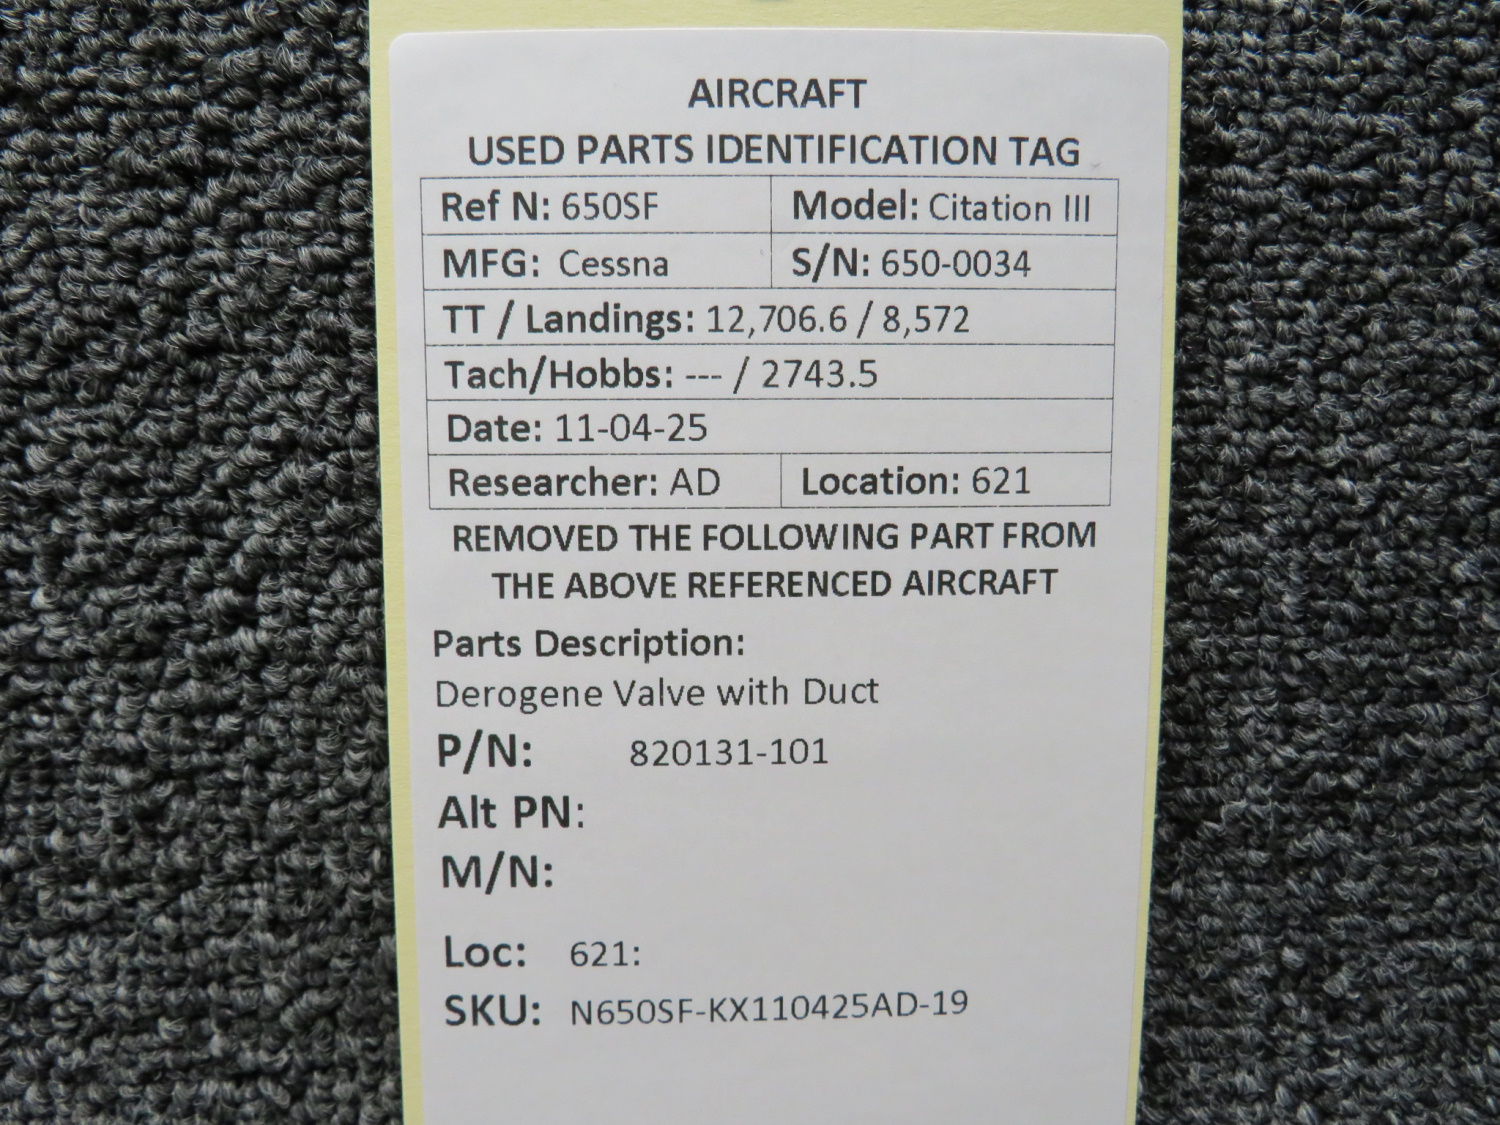 AIRCRAFT
USED PARTS IDENTIFICATION TAG
Ref N: 650SF Model: Citation III
MFG: Cessna S/N: 650-0034
TT / Landings: 12,706.6 / 8,572
Tach/Hobbs: --- / 2743.5
Date: 11-04-25
Researcher: AD Location: 621
REMOVED THE FOLLOWING PART FROM
THE ABOVE REFERENCED AIRCRAFT
Parts Description:
Derogene Valve with Duct
P/N: 820131-101
Alt PN:
M/N:
Loc: 621:
SKU: N650SF-KX110425AD-19